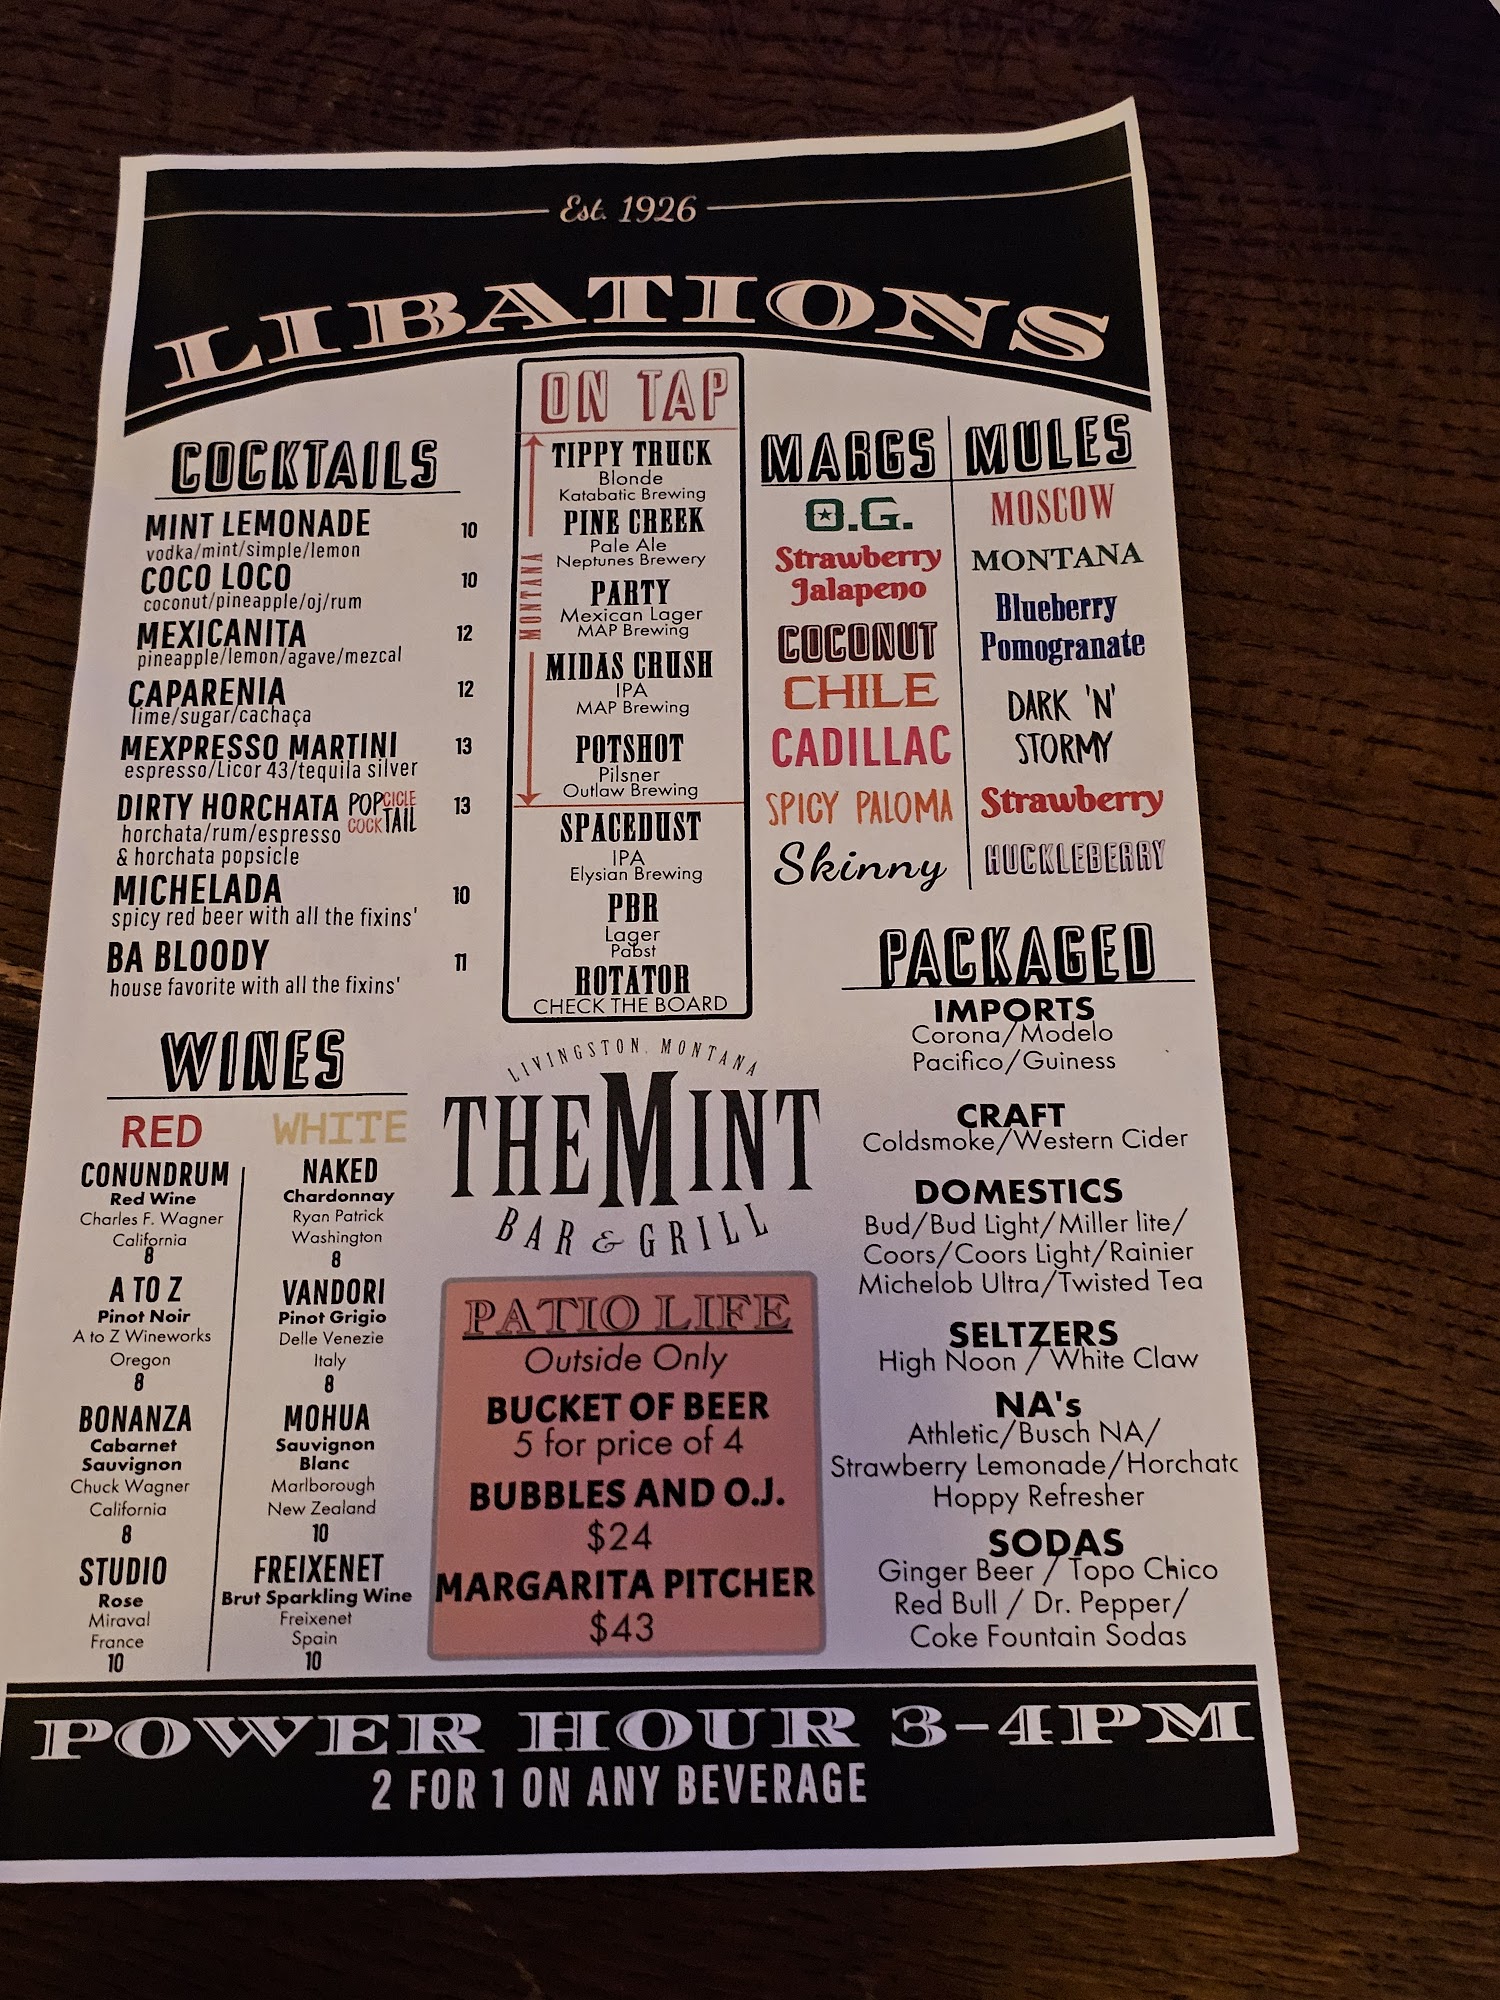 Est. 1926
LIBATIONS
COCKTAILS
MINT LEMONADE 10
vodka/mint/simple/lemon
COCO LOCO 10
coconut/pineapple/oj/rum
MEXICANITA 12
pineapple/lemon/agave/mezcal
CAPARENIA 12
lime/sugar/cachaça
MEXPRESSO MARTINI 13
espresso/Licor 43/tequila silver
DIRTY HORCHATA POPCICLE 13
COCKTAIL
horchata/rum/espresso
& horchata popsicle
MICHELADA 10
spicy red beer with all the fixins'
BA BLOODY 11
house favorite with all the fixins'
ON TAP
MONTANA
TIPPY TRUCK
Blonde
Katabatic Brewing
PINE CREEK
Pale Ale
Neptunes Brewery
PARTY
Mexican Lager
MAP Brewing
MIDAS CRUSH
IPA
MAP Brewing
POTSHOT
Pilsner
Outlaw Brewing
SPACEDUST
IPA
Elysian Brewing
PBR
Lager
Pabst
ROTATOR
CHECK THE BOARD
MARGS
O.G.
Strawberry
Jalapeno
COCONUT
CHILE
CADILLAC
SPICY PALOMA
Skinny
MULES
MOSCOW
MONTANA
Blueberry
Pomogranate
DARK 'N'
STORMY
Strawberry
HUCKLEBERRY
WINES
RED
CONUNDRUM
Red Wine
Charles F. Wagner
California
8
A TO Z
Pinot Noir
A to Z Wineworks
Oregon
8
BONANZA
Cabarnet
Sauvignon
Chuck Wagner
California
8
STUDIO
Rose
Miraval
France
10
WHITE
NAKED
Chardonnay
Ryan Patrick
Washington
8
VANDORI
Pinot Grigio
Delle Venezie
Italy
8
MOHUA
Sauvignon
Blanc
Marlborough
New Zealand
10
FREIXENET
Brut Sparkling Wine
Freixenet
Spain
10
LIVINGSTON, MONTANA
THE MINT
BAR & GRILL
PATIO LIFE
Outside Only
BUCKET OF BEER
5 for price of 4
BUBBLES AND O.J.
$24
MARGARITA PITCHER
$43
PACKAGED
IMPORTS
Corona/Modelo
Pacifico/Guiness
CRAFT
Coldsmoke/Western Cider
DOMESTICS
Bud/Bud Light/Miller lite/
Coors/Coors Light/Rainier
Michelob Ultra/Twisted Tea
SELTZERS
High Noon / White Claw
NA's
Athletic/Busch NA/
Strawberry Lemonade/Horchatc
Hoppy Refresher
SODAS
Ginger Beer / Topo Chico
Red Bull / Dr. Pepper/
Coke Fountain Sodas
POWER HOUR 3-4PM
2 FOR 1 ON ANY BEVERAGE